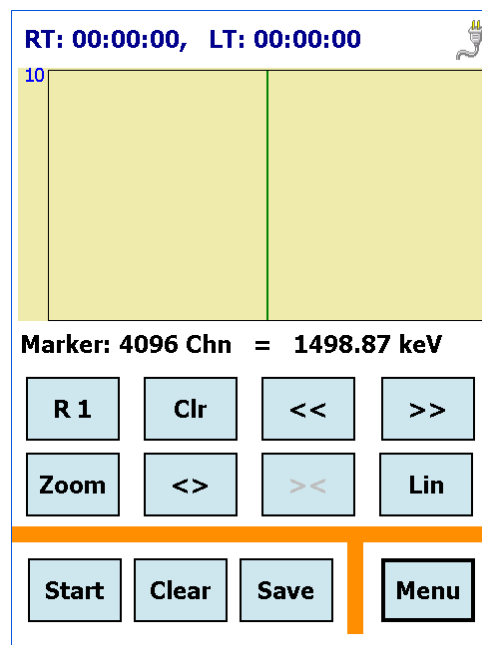 RT: 00:00:00, LT: 00:00:00
10
Marker: 4096 Chn = 1498.87 keV
R 1 Clr << >>
Zoom <> >< Lin
Start Clear Save Menu